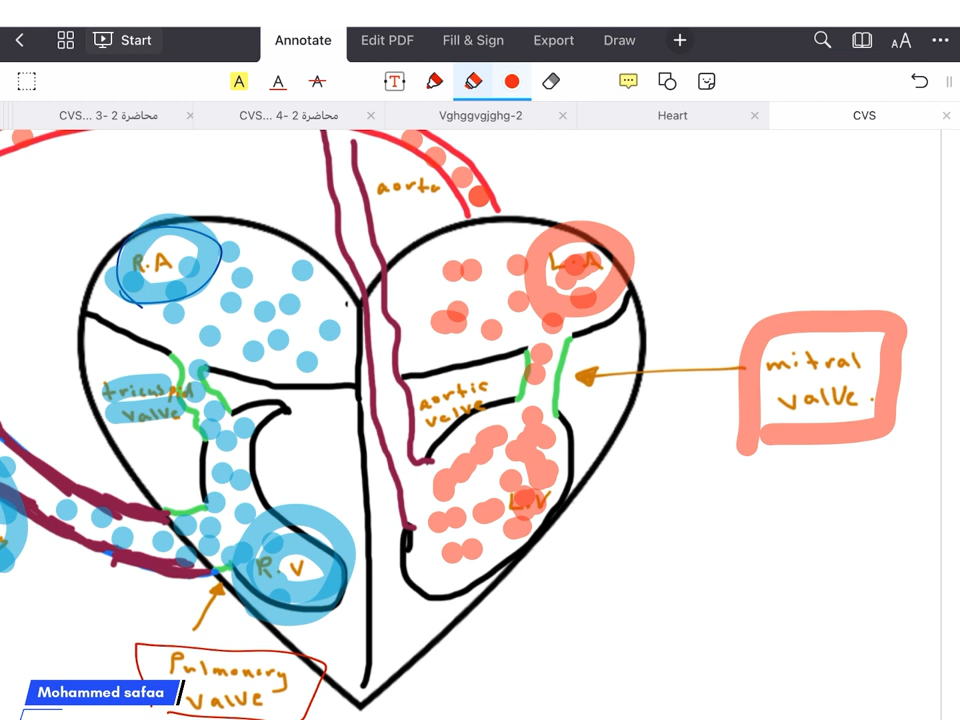 Start
Annotate
Edit PDF
Fill & Sign
Export
Draw
CVS... محاضرة 2 -3
CVS... محاضرة 2 -4
Vghggvgjghg-2
Heart
CVS
aorta
R.A
L.A
mitral
valve.
tricuspid
valve
aortic
valve
L.V
R.V
Pulmonary
valve
Mohammed safaa